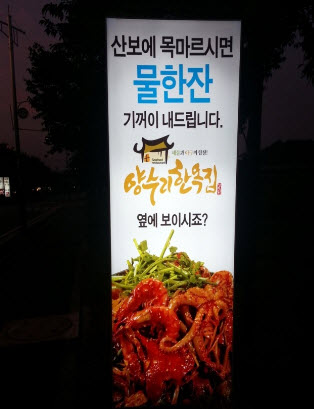 산보에 목마르시면
물한잔
기꺼이 내드립니다.
양수리한옥집
옆에 보이시죠?